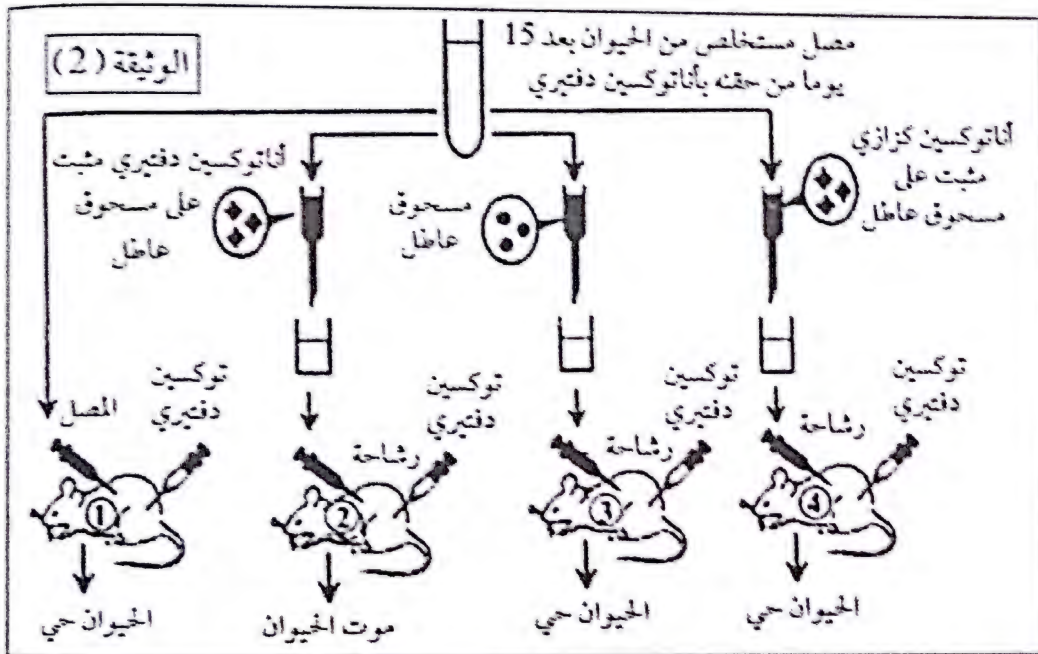 الوثيقة (2)
مصل مستخلص من الحيوان بعد 15
يوما من حقنه بأناتوكسين دفتيري
أناتوكسين دفتيري مثبت
على مسحوق
عاطل
مسحوق
عاطل
أناتوكسين كزازي
مثبت على
مسحوق عاطل
المصل
توكسين
دفتيري
رشاحة
توكسين
دفتيري
رشاحة
توكسين
دفتيري
رشاحة
توكسين
دفتيري
1
2
3
4
الحيوان حي
موت الحيوان
الحيوان حي
الحيوان حي